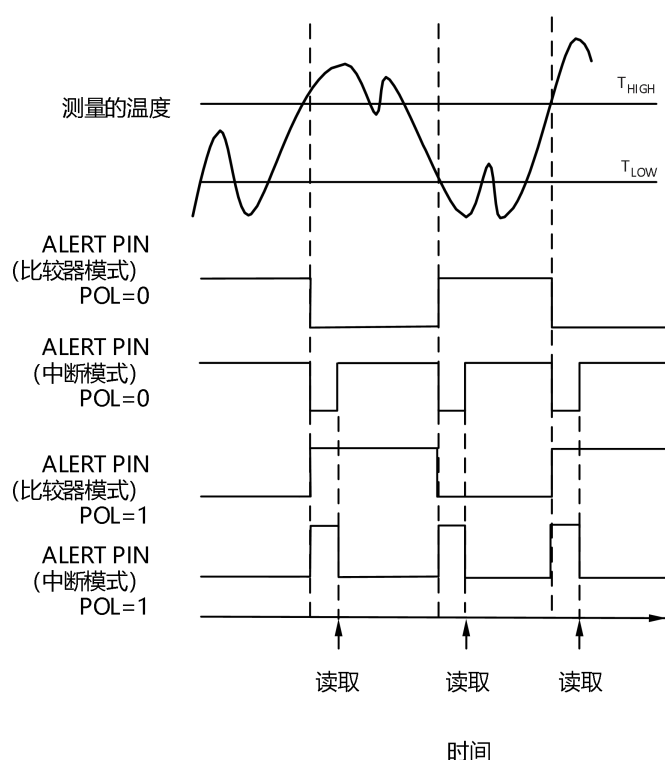 测量的温度
THIGH
TLOW
ALERT PIN
(比较器模式)
POL=0
ALERT PIN
(中断模式)
POL=0
ALERT PIN
(比较器模式)
POL=1
ALERT PIN
(中断模式)
POL=1
读取 读取 读取
时间